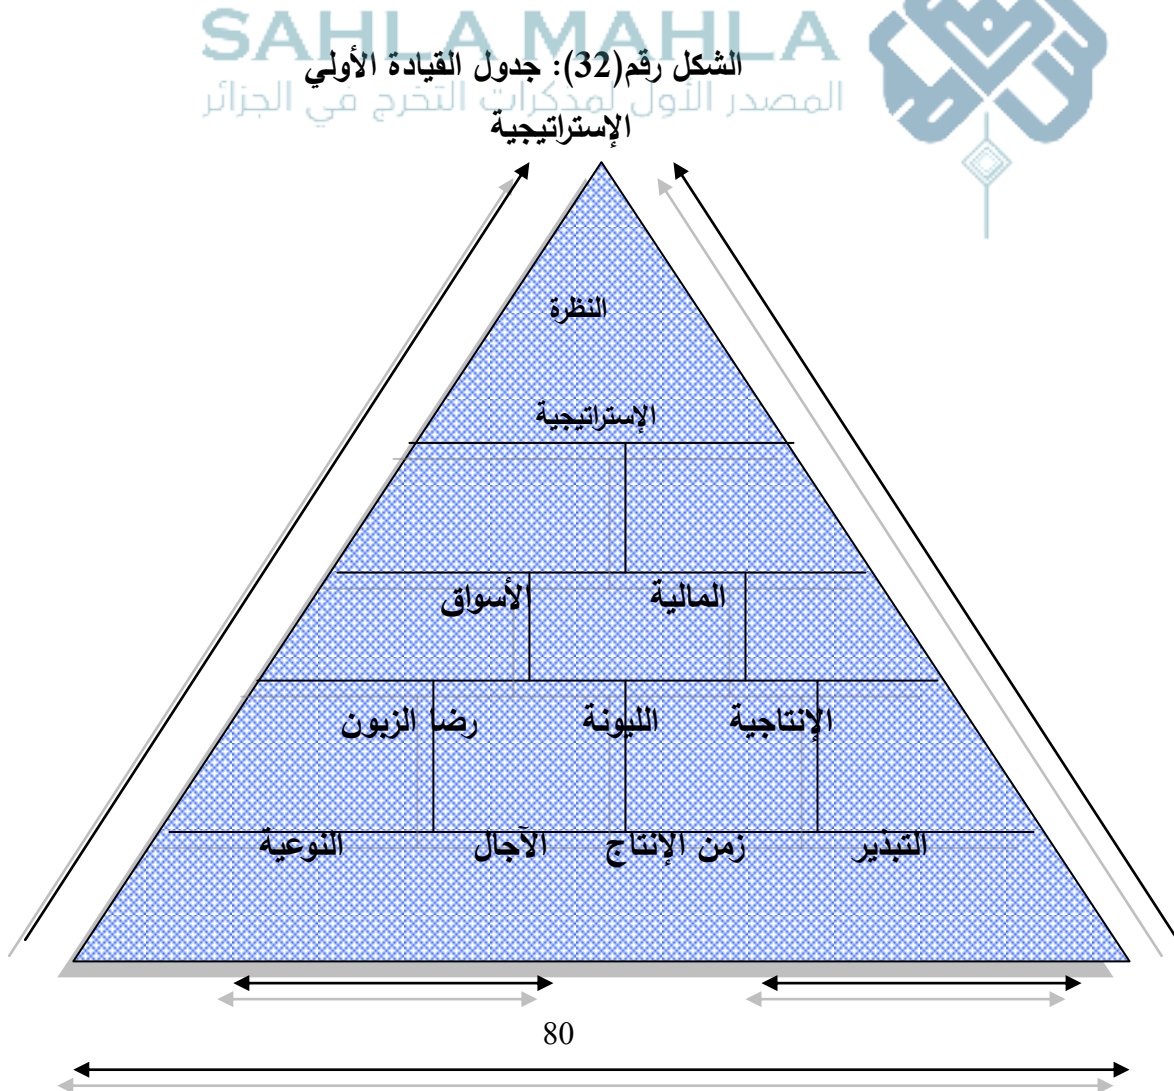 SAHLA MAHLA
الشكل رقم(32): جدول القيادة الأولي
المصدر الأول لمذكرات التخرج في الجزائر
الإستراتيجية
النظرة
الإستراتيجية
المالية الأسواق
الإنتاجية الليونة رضا الزبون
التبذير زمن الإنتاج الآجال النوعية
80